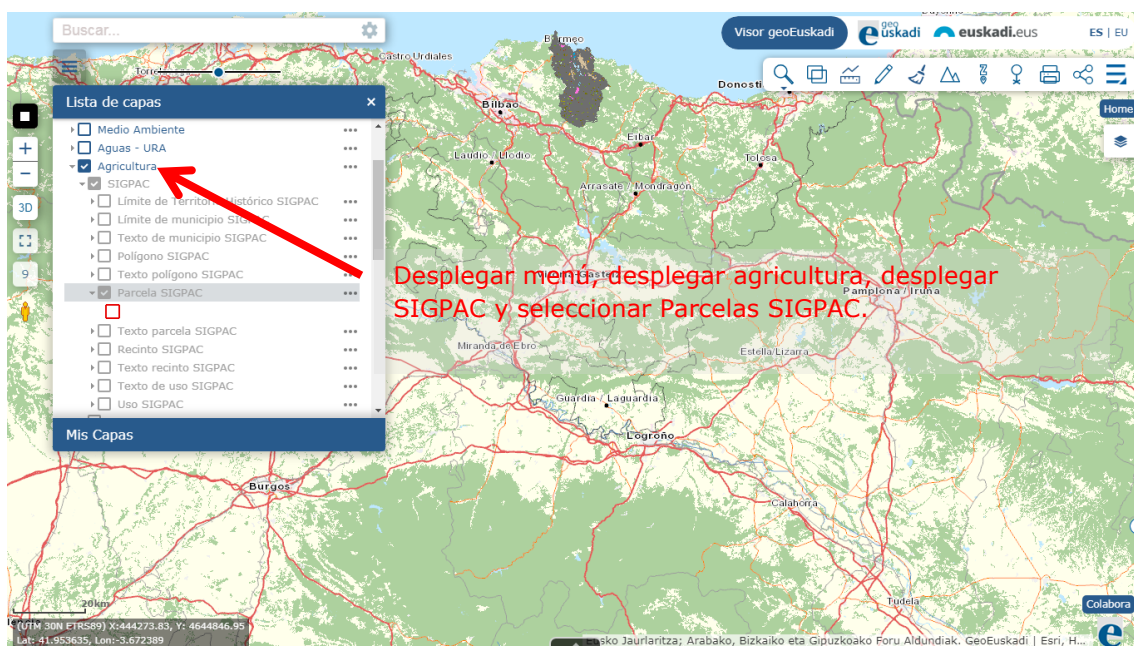 Buscar...
Visor geoEuskadi
geo
euskadi
euskadi.eus
ES | EU
Bermeo
Castro Urdiales
Donosti
Home
Lista de capas
×
Bilbao
Medio Ambiente
Aguas - URA
Eibar
Agricultura
Laudio / Llodio
Tolosa
SIGPAC
Arrasate / Mondragón
Límite de Territorio Histórico SIGPAC
3D
Límite de municipio SIGPAC
Texto de municipio SIGPAC
Polígono SIGPAC
9
Texto polígono SIGPAC
Vitoria-Gasteiz
Desplegar menú, desplegar agricultura, desplegar
SIGPAC y seleccionar Parcelas SIGPAC.
Parcela SIGPAC
Pamplona / Iruña
Texto parcela SIGPAC
Recinto SIGPAC
Miranda de Ebro
Estella/Lizarra
Texto recinto SIGPAC
Texto de uso SIGPAC
Uso SIGPAC
Guardia / Laguardia
Mis Capas
Logroño
Burgos
Calahorra
Tudela
20km
Colabora
(UTM 30N ETRS89) X:444273.83, Y: 4644846.95
Lat: 41.953635, Lon:-3.672389
Eusko Jaurlaritza; Arabako, Bizkaiko eta Gipuzkoako Foru Aldundiak. GeoEuskadi | Esri, H...